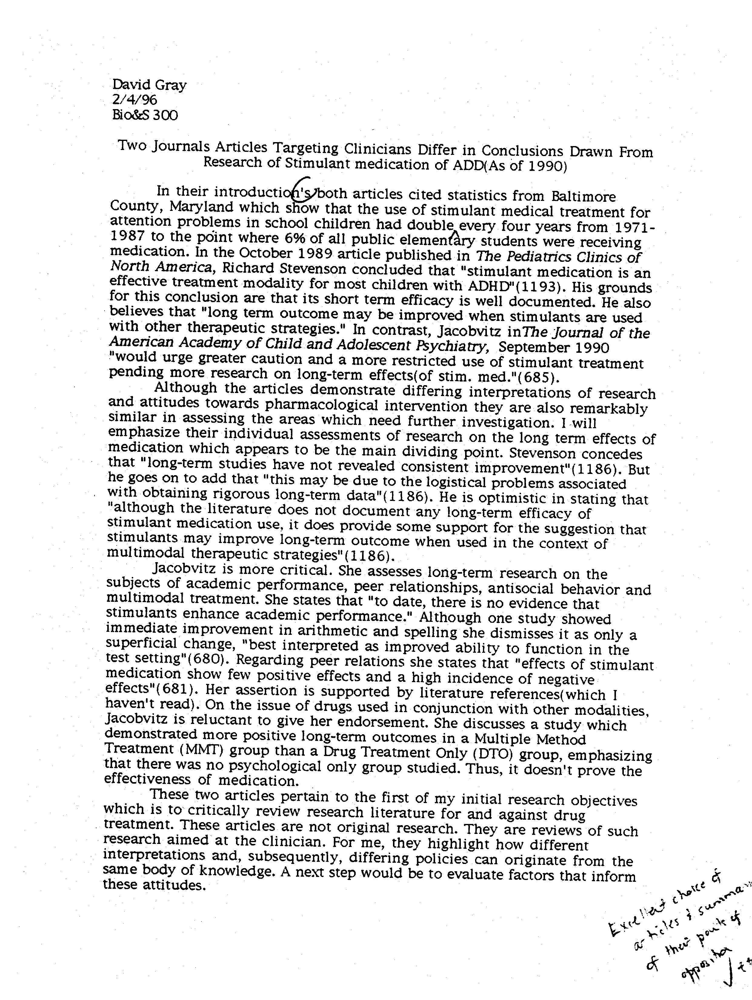 David Gray
2/4/96
Bio&S 300
Two Journals Articles Targeting Clinicians Differ in Conclusions Drawn From
Research of Stimulant medication of ADD(As of 1990)
In their introduction's both articles cited statistics from Baltimore
County, Maryland which show that the use of stimulant medical treatment for
attention problems in school children had double every four years from 1971-
1987 to the point where 6% of all public elementary students were receiving
medication. In the October 1989 article published in The Pediatrics Clinics of
North America, Richard Stevenson concluded that "stimulant medication is an
effective treatment modality for most children with ADHD"(1193). His grounds
for this conclusion are that its short term efficacy is well documented. He also
believes that "long term outcome may be improved when stimulants are used
with other therapeutic strategies." In contrast, Jacobvitz inThe Journal of the
American Academy of Child and Adolescent Psychiatry, September 1990
"would urge greater caution and a more restricted use of stimulant treatment
pending more research on long-term effects(of stim. med."(685).
Although the articles demonstrate differing interpretations of research
and attitudes towards pharmacological intervention they are also remarkably
similar in assessing the areas which need further investigation. I will
emphasize their individual assessments of research on the long term effects of
medication which appears to be the main dividing point. Stevenson concedes
that "long-term studies have not revealed consistent improvement"(1186). But
he goes on to add that "this may be due to the logistical problems associated
with obtaining rigorous long-term data"(1186). He is optimistic in stating that
"although the literature does not document any long-term efficacy of
stimulant medication use, it does provide some support for the suggestion that
stimulants may improve long-term outcome when used in the context of
multimodal therapeutic strategies"(1186).
Jacobvitz is more critical. She assesses long-term research on the
subjects of academic performance, peer relationships, antisocial behavior and
multimodal treatment. She states that "to date, there is no evidence that
stimulants enhance academic performance." Although one study showed
immediate improvement in arithmetic and spelling she dismisses it as only a
superficial change, "best interpreted as improved ability to function in the
test setting"(680). Regarding peer relations she states that "effects of stimulant
medication show few positive effects and a high incidence of negative
effects"(681). Her assertion is supported by literature references(which I
haven't read). On the issue of drugs used in conjunction with other modalities,
Jacobvitz is reluctant to give her endorsement. She discusses a study which
demonstrated more positive long-term outcomes in a Multiple Method
Treatment (MMT) group than a Drug Treatment Only (DTO) group, emphasizing
that there was no psychological only group studied. Thus, it doesn't prove the
effectiveness of medication.
These two articles pertain to the first of my initial research objectives
which is to critically review research literature for and against drug
treatment. These articles are not original research. They are reviews of such
research aimed at the clinician. For me, they highlight how different
interpretations and, subsequently, differing policies can originate from the
same body of knowledge. A next step would be to evaluate factors that inform
these attitudes.
Excellent choice of
articles &
of their points of